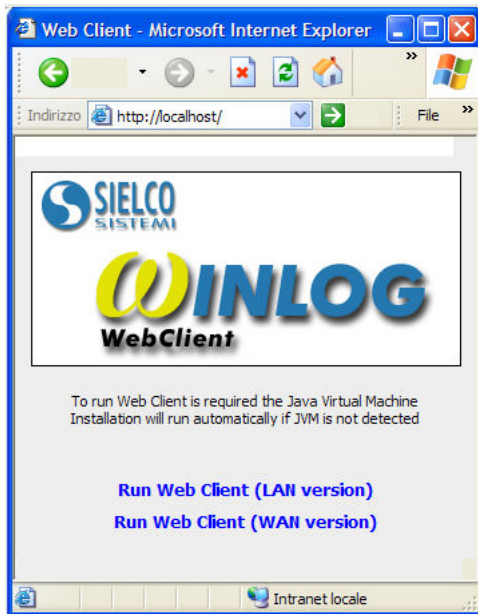 Web Client - Microsoft Internet Explorer
Indirizzo http://localhost/ File
SIELCO
SISTEMI
WINLOG
WebClient
To run Web Client is required the Java Virtual Machine
Installation will run automatically if JVM is not detected
Run Web Client (LAN version)
Run Web Client (WAN version)
Intranet locale